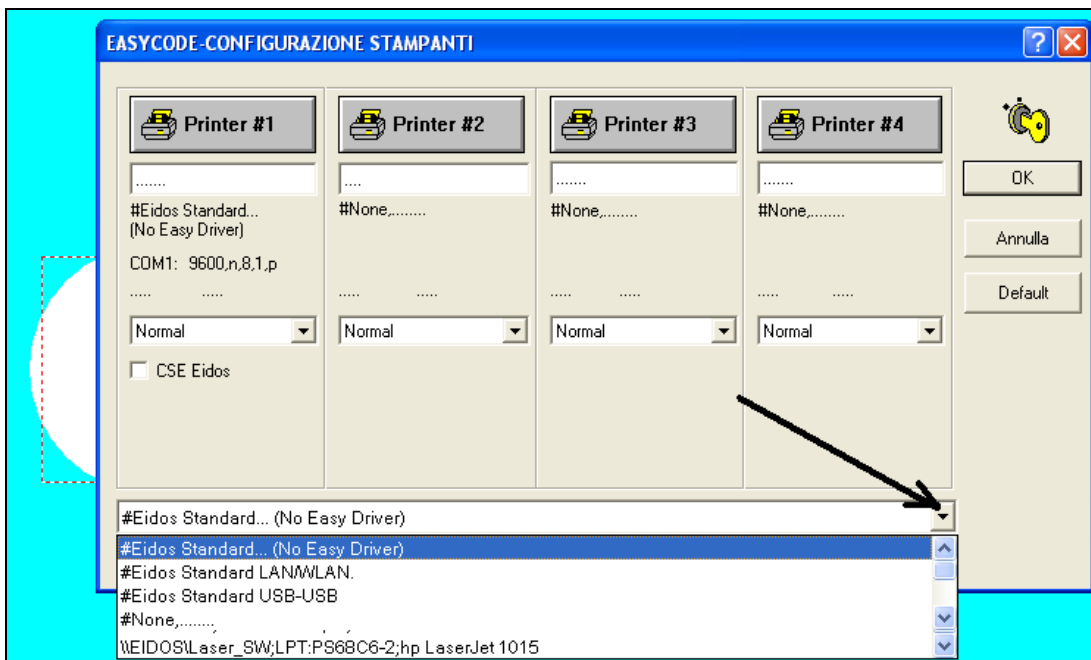 EASYCODE-CONFIGURAZIONE STAMPANTI
Printer #1
Printer #2
Printer #3
Printer #4
.......
....
.......
.......
OK
#Eidos Standard...
(No Easy Driver)
#None,........
#None,........
#None,........
Annulla
COM1: 9600,n,8,1,p
..... .....
..... .....
..... .....
..... .....
Default
Normal
Normal
Normal
Normal
CSE Eidos
#Eidos Standard... (No Easy Driver)
#Eidos Standard... (No Easy Driver)
#Eidos Standard LAN/WLAN.
#Eidos Standard USB-USB
#None,........
\\EIDOS\Laser_SW;LPT:PS68C6-2;hp LaserJet 1015